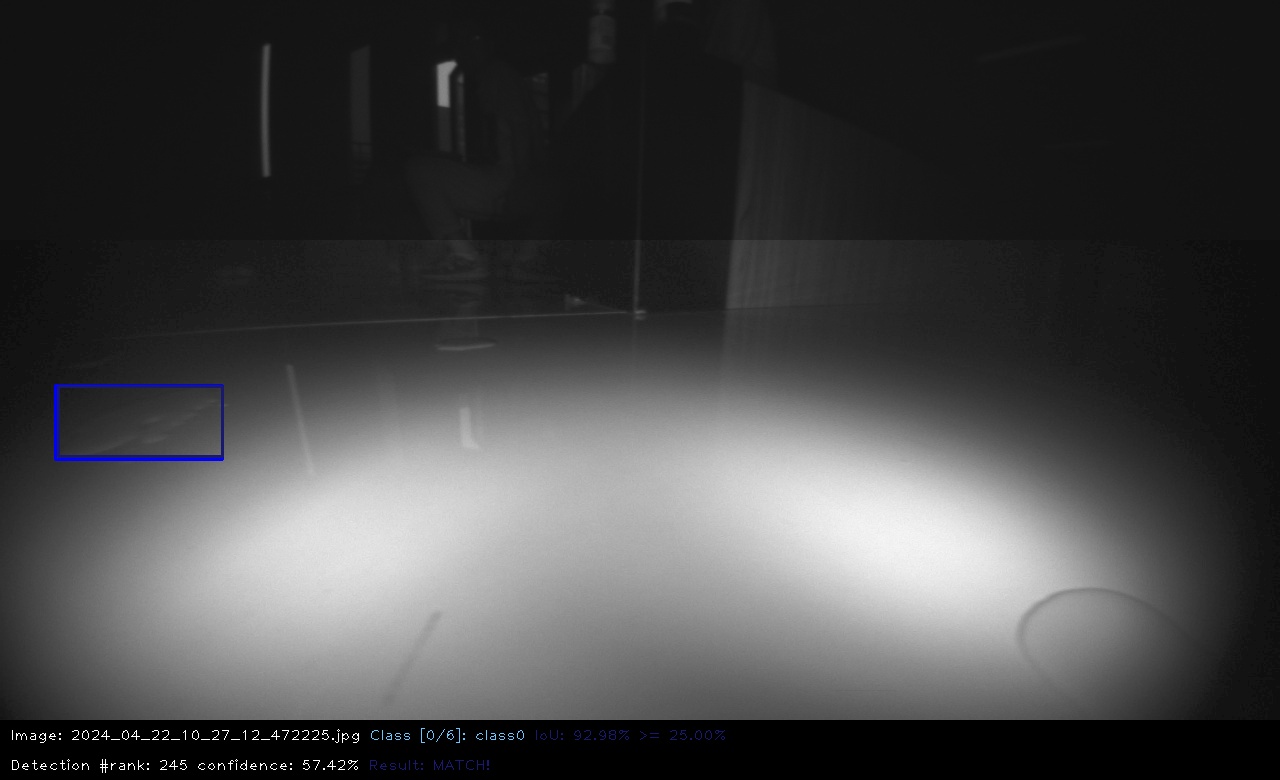 Image: 2024_04_22_10_27_12_472225.jpg Class [0/6]: class0 IoU: 92.98% >= 25.00%
Detection #rank: 245 confidence: 57.42% Result: MATCH!